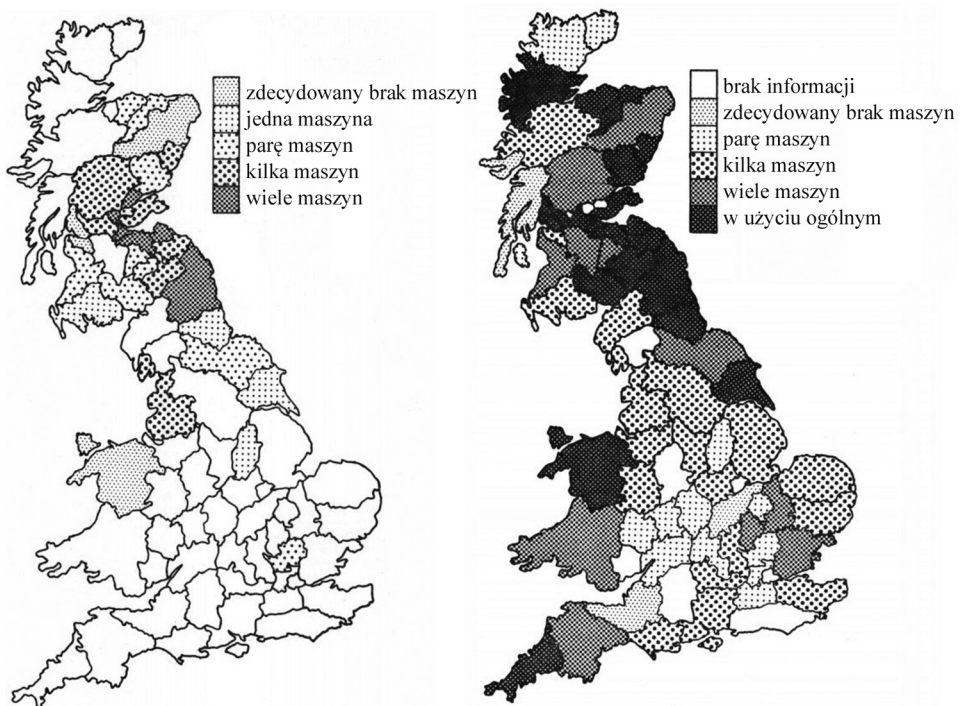 zdecydowany brak maszyn
jedna maszyna
parę maszyn
kilka maszyn
wiele maszyn
brak informacji
zdecydowany brak maszyn
parę maszyn
kilka maszyn
wiele maszyn
w użyciu ogólnym